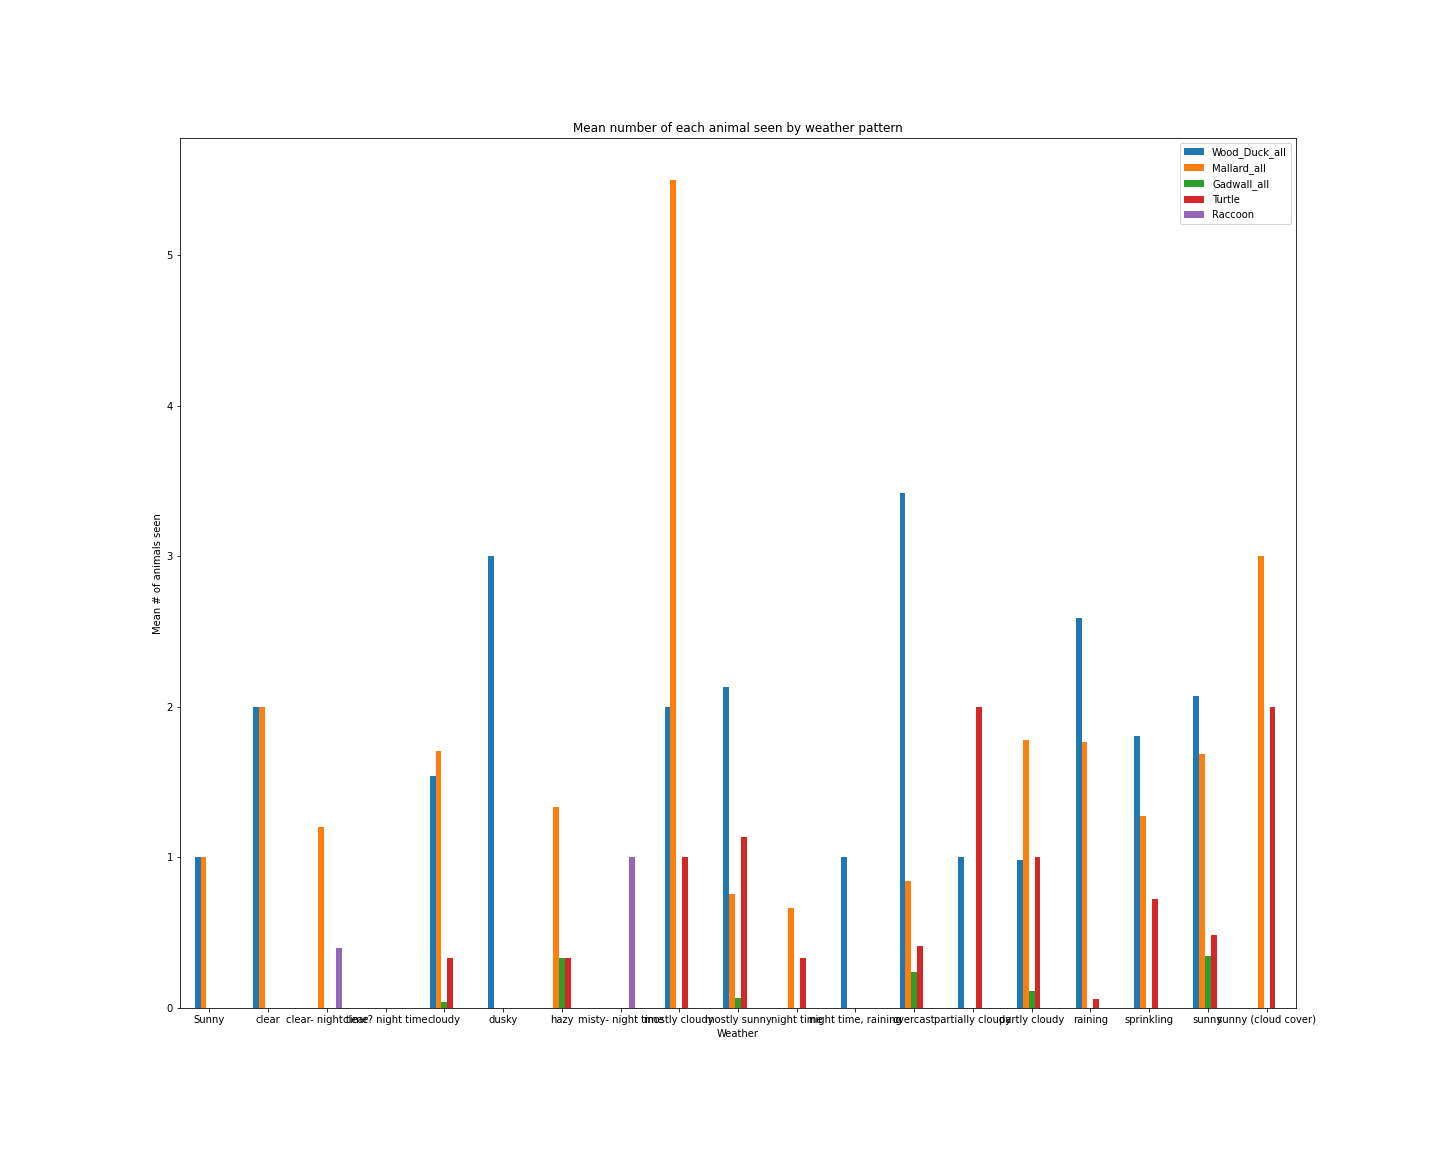 Mean number of each animal seen by weather pattern
Wood_Duck_all
Mallard_all
Gadwall_all
Turtle
Raccoon
5
4
3
2
1
0
Mean # of animals seen
Sunny clear clear- night time clear? night time cloudy dusky hazy misty- night time mostly cloudy mostly sunny night time night time, raining overcast partially cloudy partly cloudy raining sprinkling sunny sunny (cloud cover)
Weather